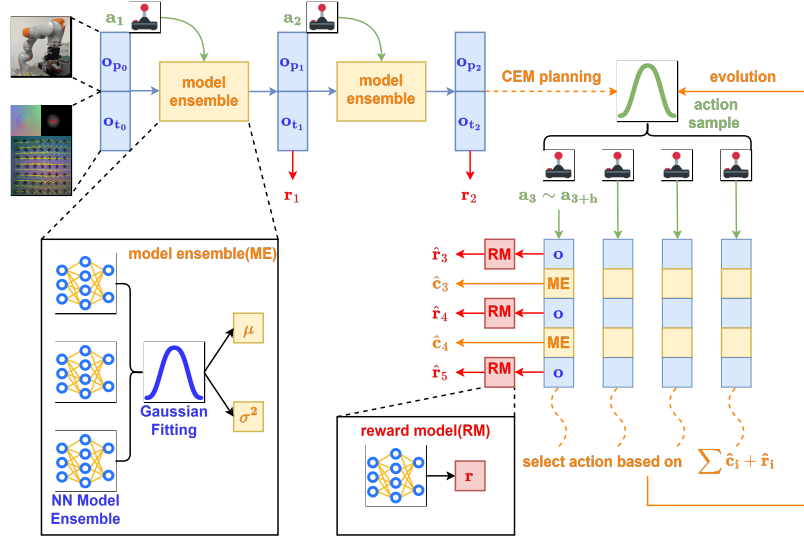 a₁
a₂
oₚ₀
oₜ₀
model
ensemble
oₚ₁
oₜ₁
model
ensemble
oₚ₂
oₜ₂
CEM planning
evolution
action
sample
r₁
r₂
a₃ ∼ a₃₊ₕ
r̂₃
RM
o
ĉ₃
ME
r̂₄
RM
o
ĉ₄
ME
r̂₅
RM
o
model ensemble(ME)
μ
σ²
Gaussian
Fitting
NN Model
Ensemble
reward model(RM)
r
select action based on ∑ ĉᵢ + r̂ᵢ